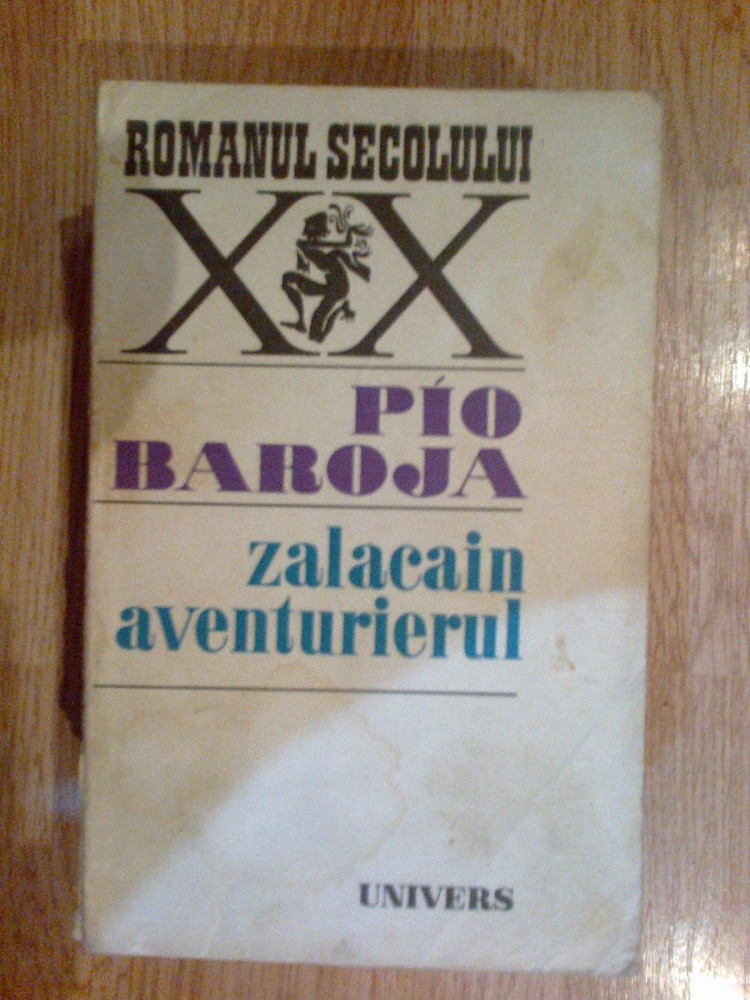 ROMANUL SECOLULUI
XX
PÍO
BAROJA
zalacain
aventurierul
UNIVERS